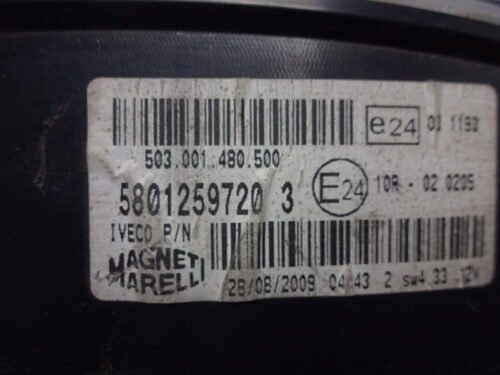 e24 03 1193
503.001.480.500
5801259720 3
E24 10R - 02 0205
IVECO P/N
MAGNETI
MARELLI
28/08/2009 04:43 2 sw4.33 12V